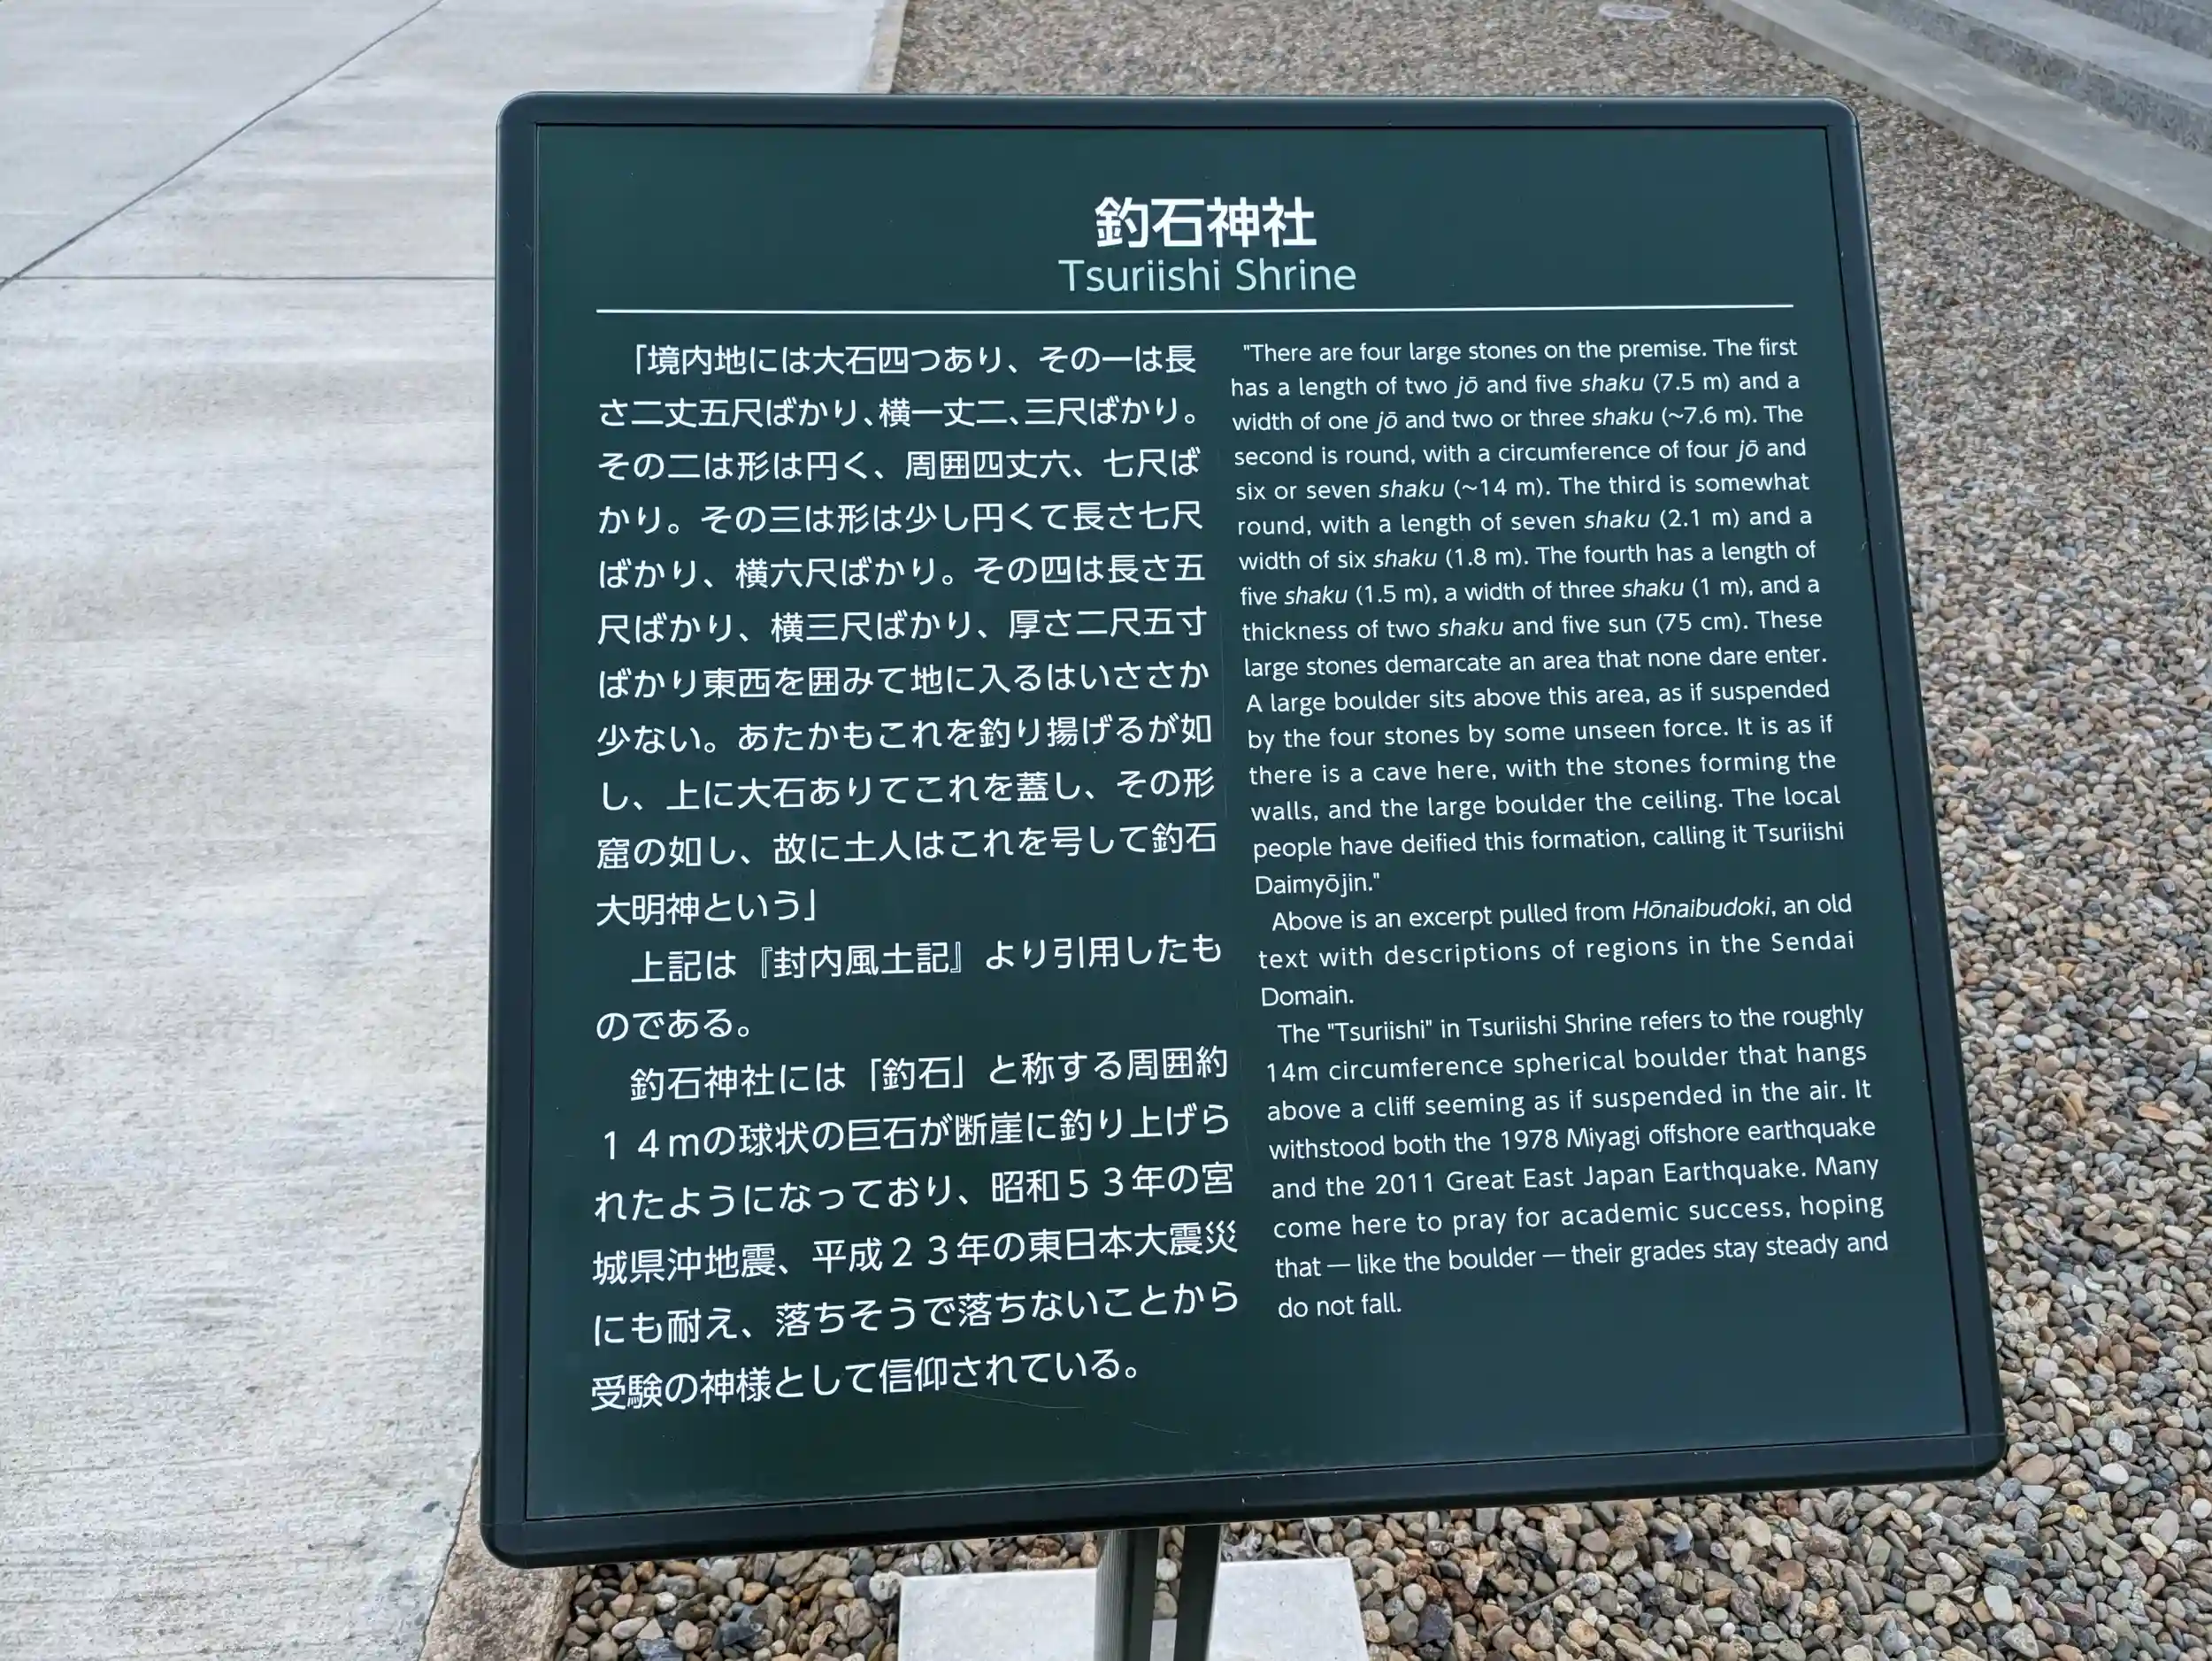 釣石神社
Tsuriishi Shrine
「境内地には大石四つあり、その一は長
さ二丈五尺ばかり、横一丈二、三尺ばかり。
その二は形は円く、周囲四丈六、七尺ば
かり。その三は形は少し円くて長さ七尺
ばかり、横六尺ばかり。その四は長さ五
尺ばかり、横三尺ばかり、厚さ二尺五寸
ばかり東西を囲みて地に入るはいささか
少ない。あたかもこれを釣り揚げるが如
し、上に大石ありてこれを蓋し、その形
窟の如し、故に土人はこれを号して釣石
大明神という」
上記は『封内風土記』より引用したも
のである。
釣石神社には「釣石」と称する周囲約
１４mの球状の巨石が断崖に釣り上げら
れたようになっており、昭和５３年の宮
城県沖地震、平成２３年の東日本大震災
にも耐え、落ちそうで落ちないことから
受験の神様として信仰されている。
"There are four large stones on the premise. The first
has a length of two jō and five shaku (7.5 m) and a
width of one jō and two or three shaku (~7.6 m). The
second is round, with a circumference of four jō and
six or seven shaku (~14 m). The third is somewhat
round, with a length of seven shaku (2.1 m) and a
width of six shaku (1.8 m). The fourth has a length of
five shaku (1.5 m), a width of three shaku (1 m), and a
thickness of two shaku and five sun (75 cm). These
large stones demarcate an area that none dare enter.
A large boulder sits above this area, as if suspended
by the four stones by some unseen force. It is as if
there is a cave here, with the stones forming the
walls, and the large boulder the ceiling. The local
people have deified this formation, calling it Tsuriishi
Daimyōjin."
Above is an excerpt pulled from Hōnaibudoki, an old
text with descriptions of regions in the Sendai
Domain.
The "Tsuriishi" in Tsuriishi Shrine refers to the roughly
14m circumference spherical boulder that hangs
above a cliff seeming as if suspended in the air. It
withstood both the 1978 Miyagi offshore earthquake
and the 2011 Great East Japan Earthquake. Many
come here to pray for academic success, hoping
that — like the boulder — their grades stay steady and
do not fall.